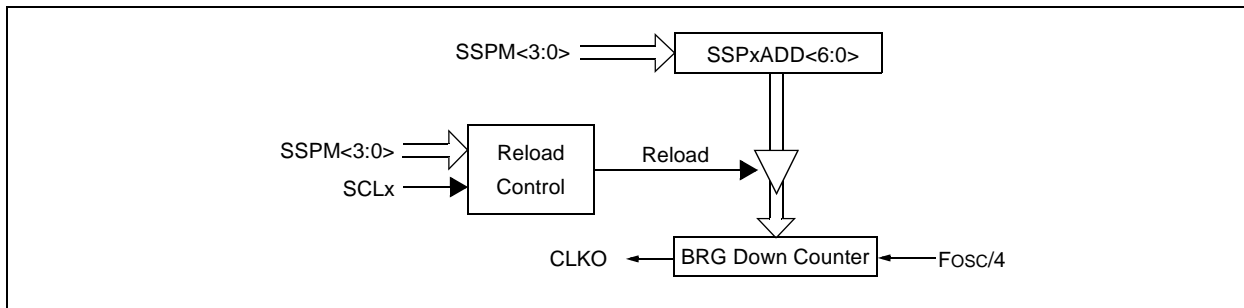 SSPM<3:0>
SSPxADD<6:0>
SSPM<3:0>
SCLx
Reload
Control
Reload
CLKO
BRG Down Counter
FOSC/4